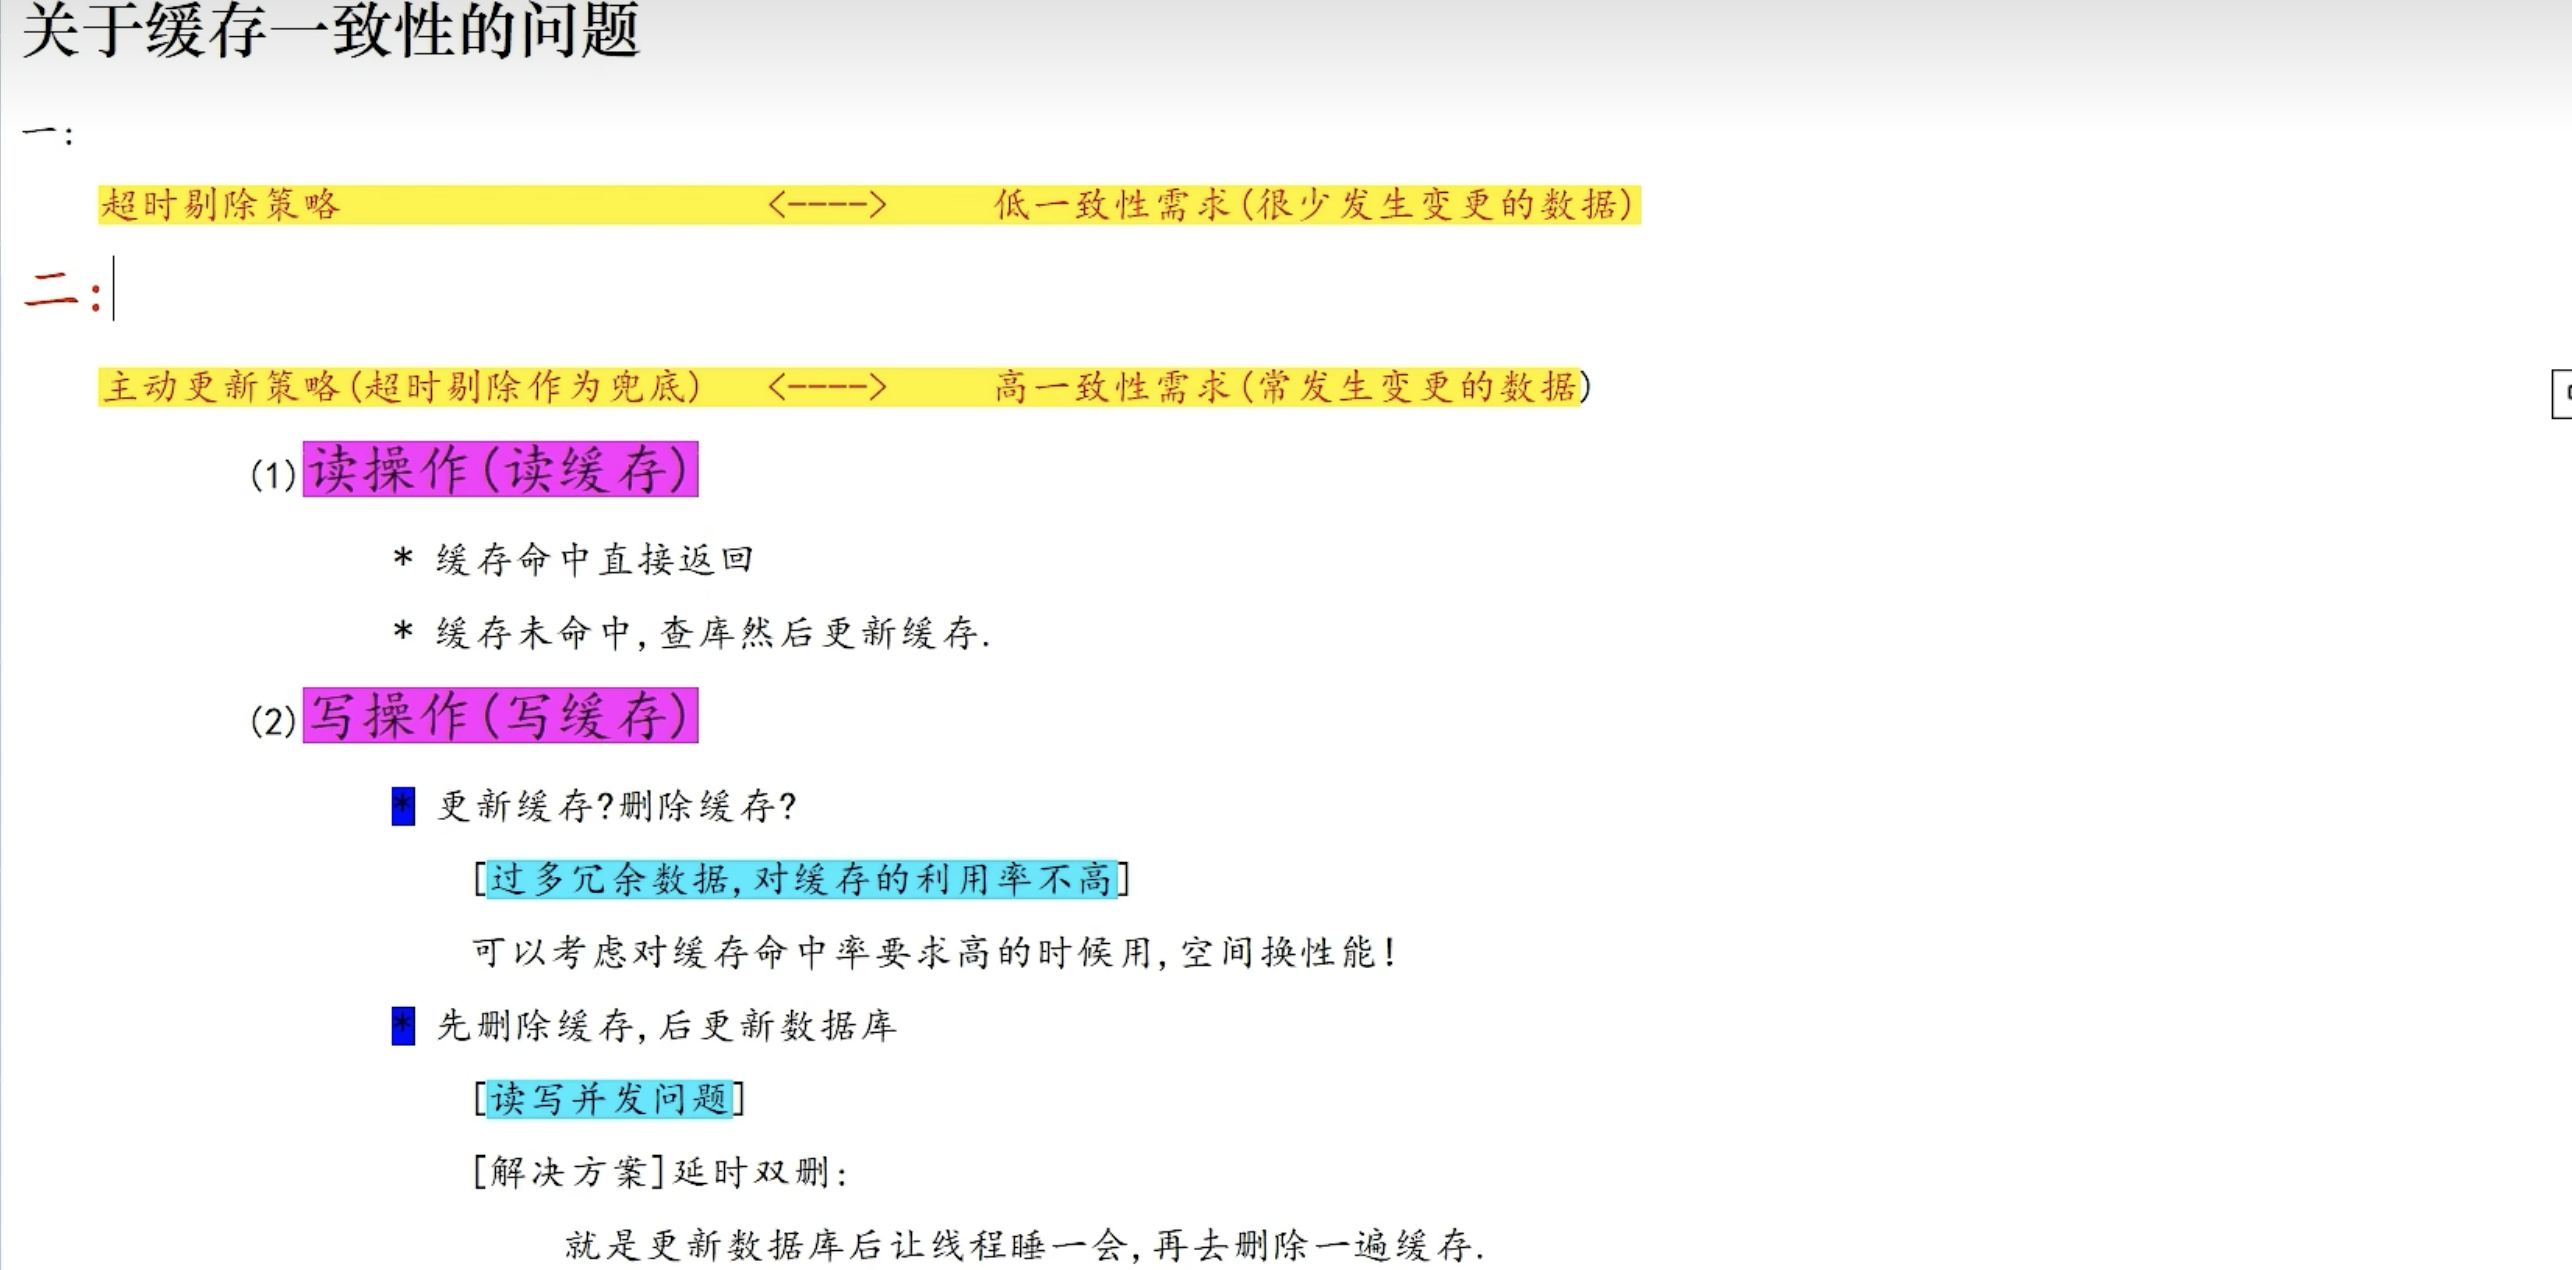 关于缓存一致性的问题
一:
超时剔除策略 <----> 低一致性需求(很少发生变更的数据)
二:
主动更新策略(超时剔除作为兜底) <----> 高一致性需求(常发生变更的数据)
(1)读操作(读缓存)
* 缓存命中直接返回
* 缓存未命中,查库然后更新缓存.
(2)写操作(写缓存)
* 更新缓存?删除缓存?
[过多冗余数据,对缓存的利用率不高]
可以考虑对缓存命中率要求高的时候用,空间换性能!
* 先删除缓存,后更新数据库
[读写并发问题]
[解决方案]延时双删:
就是更新数据库后让线程睡一会,再去删除一遍缓存.